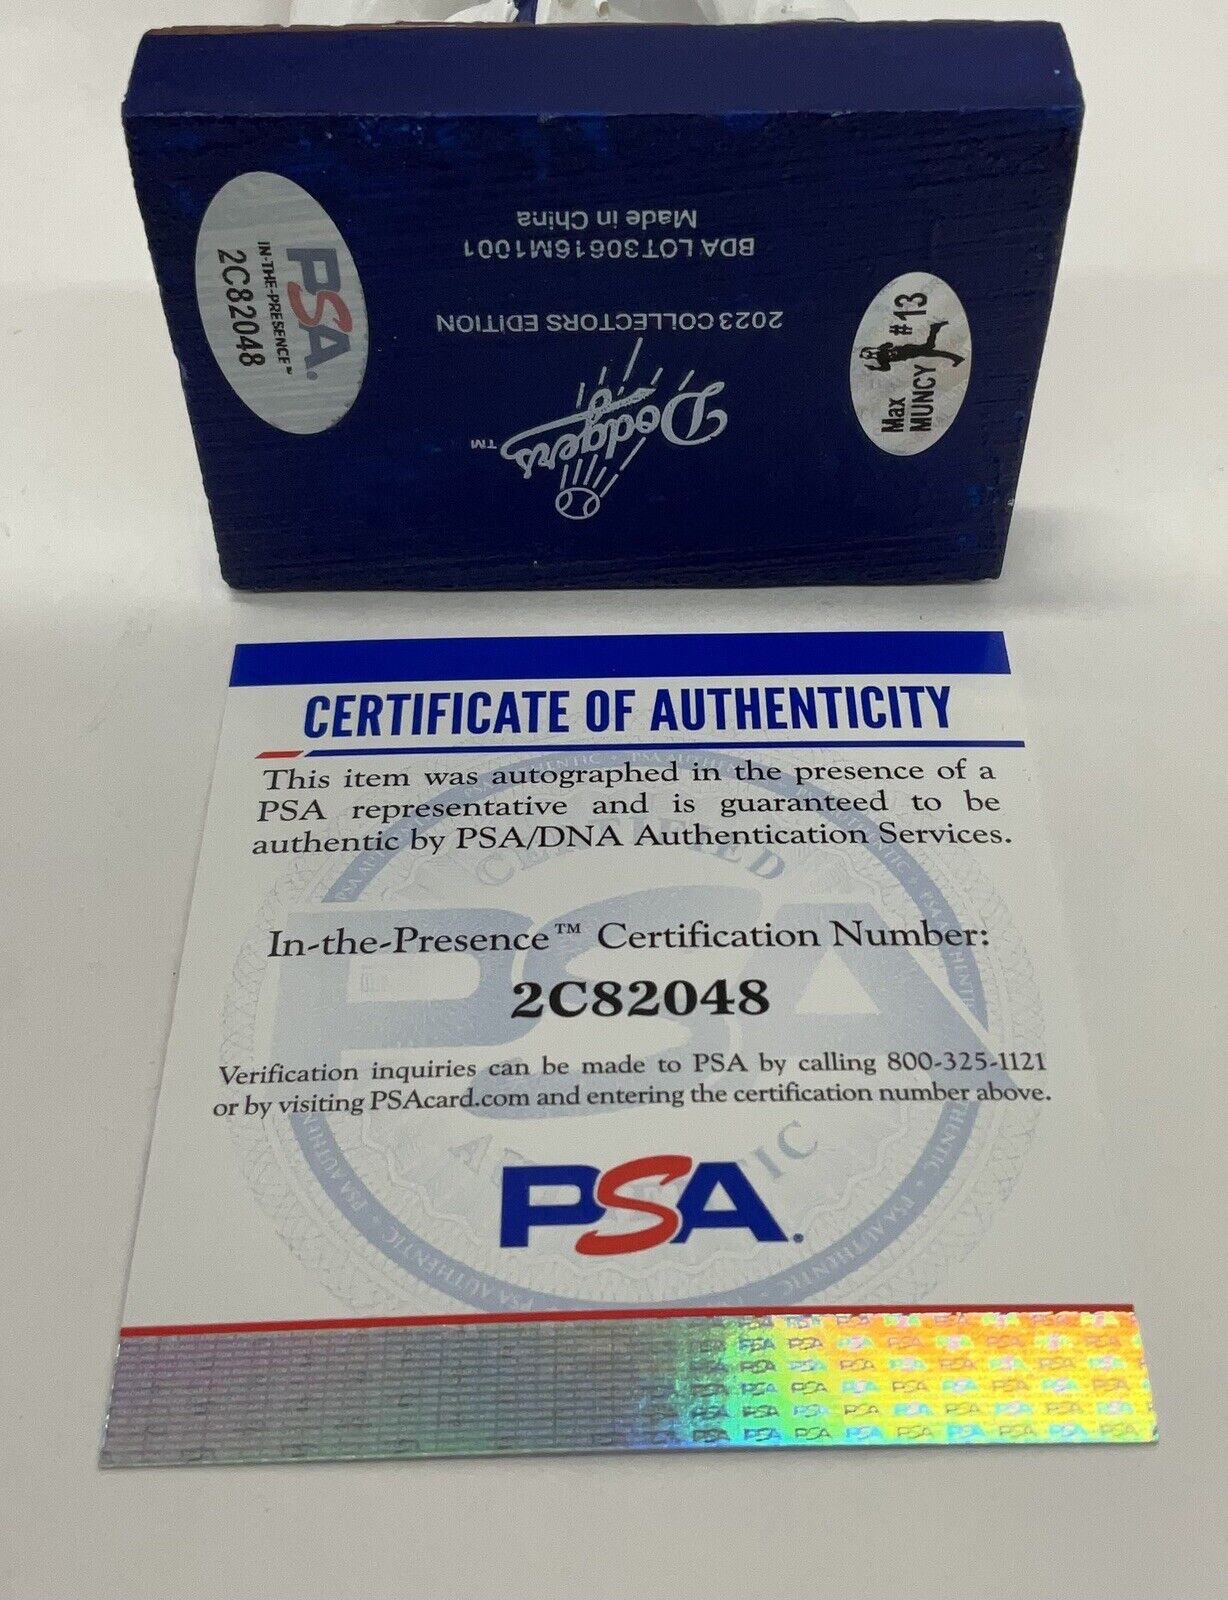 PSA
IN-THE-PRESENCE™
2C82048
Dodgers™
2023 COLLECTORS EDITION
BDA LOT30616M1001
Made in China
Max
MUNCY #13
CERTIFICATE OF AUTHENTICITY
This item was autographed in the presence of a
PSA representative and is guaranteed to be
authentic by PSA/DNA Authentication Services.
In-the-Presence™ Certification Number:
2C82048
Verification inquiries can be made to PSA by calling 800-325-1121
or by visiting PSAcard.com and entering the certification number above.
PSA